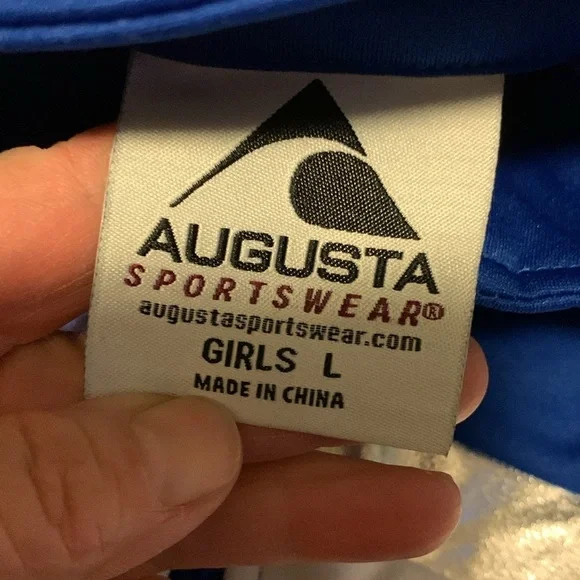 AUGUSTA
SPORTSWEAR®
augustasportswear.com
GIRLS L
MADE IN CHINA